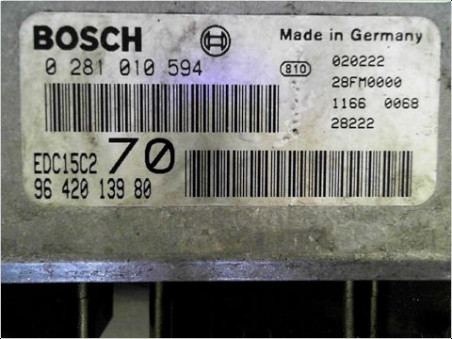 BOSCH
Made in Germany
0 281 010 594
810
020222
28FM0000
1166 0068
28222
EDC15C2 70
96 420 139 80